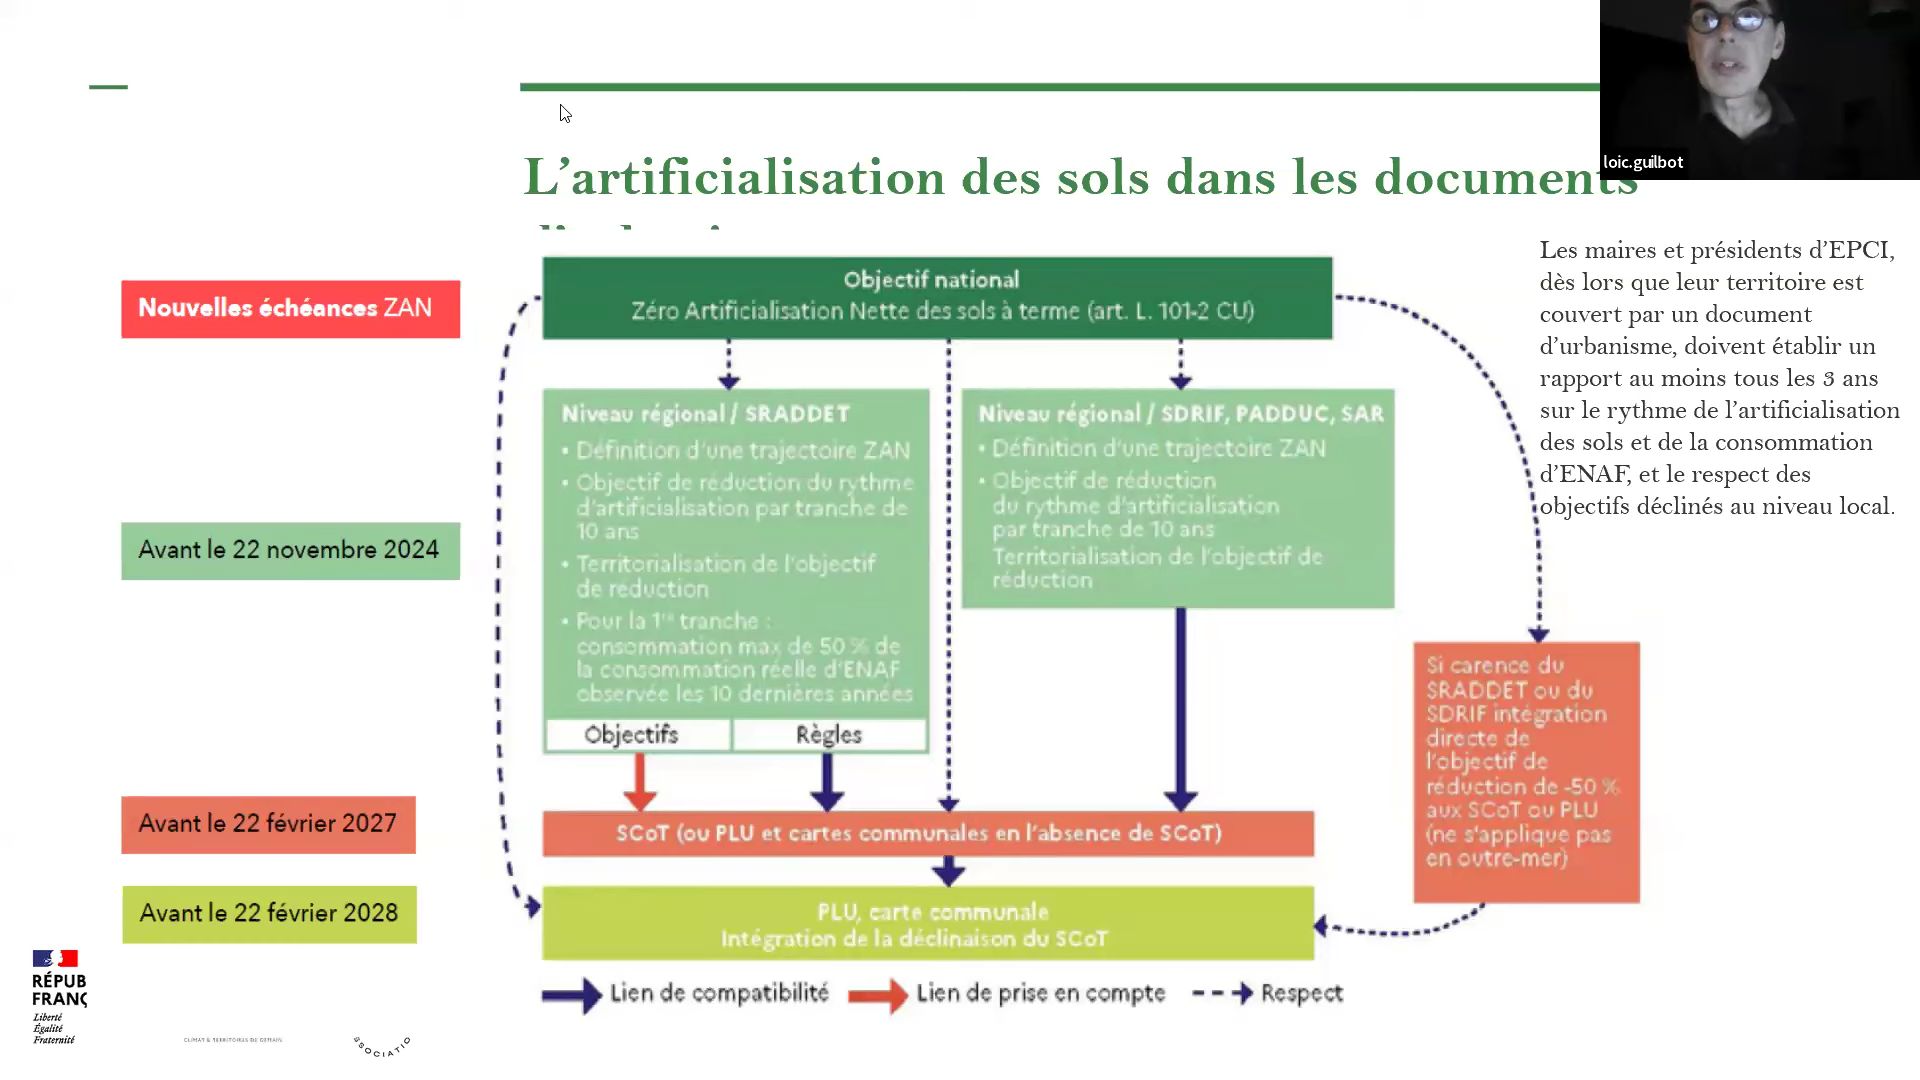 loic.guilbot
L'artificialisation des sols dans les documents
Nouvelles échéances ZAN
Avant le 22 novembre 2024
Avant le 22 février 2027
Avant le 22 février 2028
Objectif national
Zéro Artificialisation Nette des sols à terme (art. L. 101-2 CU)
Niveau régional / SRADDET
• Définition d'une trajectoire ZAN
• Objectif de réduction du rythme
d'artificialisation par tranche de
10 ans
• Territorialisation de l'objectif
de réduction
• Pour la 1re tranche :
consommation max de 50 % de
la consommation réelle d'ENAF
observée les 10 dernières années
Objectifs
Règles
Niveau régional / SDRIF, PADDUC, SAR
• Définition d'une trajectoire ZAN
• Objectif de réduction
du rythme d'artificialisation
par tranche de 10 ans
Territorialisation de l'objectif de
réduction
Les maires et présidents d'EPCI,
dès lors que leur territoire est
couvert par un document
d'urbanisme, doivent établir un
rapport au moins tous les 3 ans
sur le rythme de l'artificialisation
des sols et de la consommation
d'ENAF, et le respect des
objectifs déclinés au niveau local.
Si carence du
SRADDET ou du
SDRIF intégration
directe de
l'objectif de
réduction de -50 %
aux SCoT ou PLU
(ne s'applique pas
en outre-mer)
SCoT (ou PLU et cartes communales en l'absence de SCoT)
PLU, carte communale
Intégration de la déclinaison du SCoT
Lien de compatibilité
Lien de prise en compte
Respect
RÉPUB
FRANÇ
Liberté
Égalité
Fraternité
CLIMAT & TERRITOIRES DE DEMAIN
SSOCIATIO